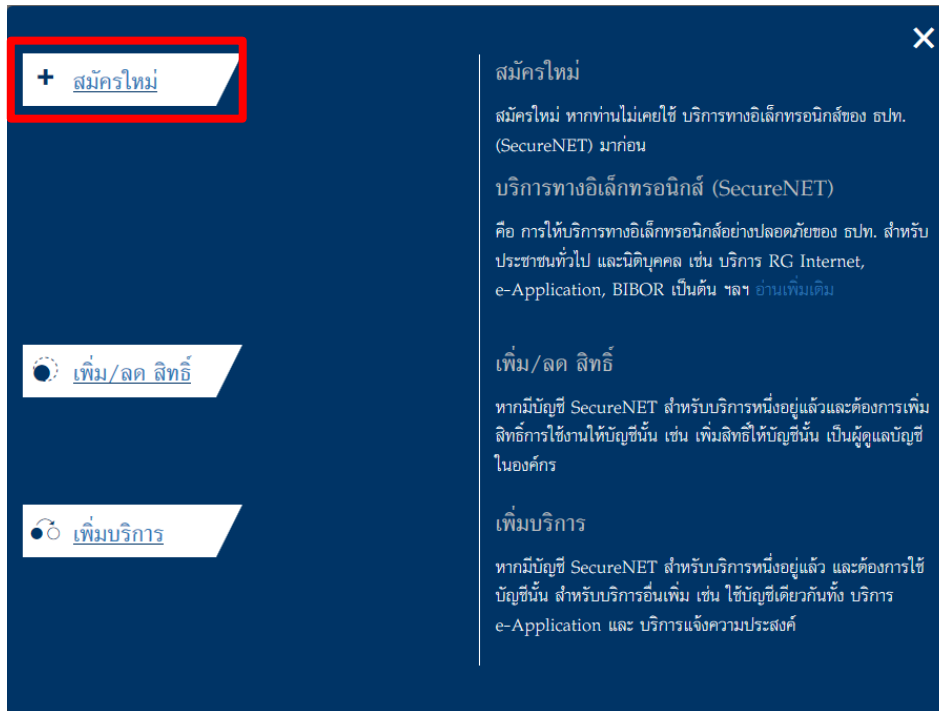 + สมัครใหม่
สมัครใหม่
สมัครใหม่ หากท่านไม่เคยใช้ บริการทางอิเล็กทรอนิกส์ของ ธปท.
(SecureNET) มาก่อน
บริการทางอิเล็กทรอนิกส์ (SecureNET)
คือ การให้บริการทางอิเล็กทรอนิกส์อย่างปลอดภัยของ ธปท. สำหรับ
ประชาชนทั่วไป และนิติบุคคล เช่น บริการ RG Internet,
e-Application, BIBOR เป็นต้น ฯลฯ อ่านเพิ่มเติม
เพิ่ม/ลด สิทธิ์
เพิ่ม/ลด สิทธิ์
หากมีบัญชี SecureNET สำหรับบริการหนึ่งอยู่แล้วและต้องการเพิ่ม
สิทธิ์การใช้งานให้บัญชีนั้น เช่น เพิ่มสิทธิ์ให้บัญชีนั้น เป็นผู้ดูแลบัญชี
ในองค์กร
เพิ่มบริการ
เพิ่มบริการ
หากมีบัญชี SecureNET สำหรับบริการหนึ่งอยู่แล้ว และต้องการใช้
บัญชีนั้น สำหรับบริการอื่นเพิ่ม เช่น ใช้บัญชีเดียวกันทั้ง บริการ
e-Application และ บริการแจ้งความประสงค์